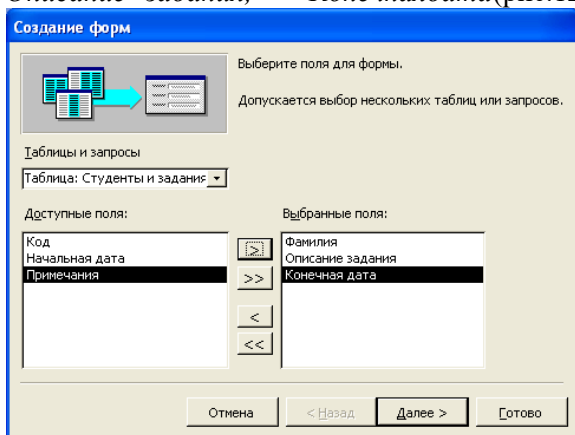 Создание форм
Выберите поля для формы.
Допускается выбор нескольких таблиц или запросов.
Таблицы и запросы
Таблица: Студенты и задания
Доступные поля:
Выбранные поля:
Код
Начальная дата
Примечания
>
>>
<
<<
Фамилия
Описание задания
Конечная дата
Отмена
< Назад
Далее >
Готово